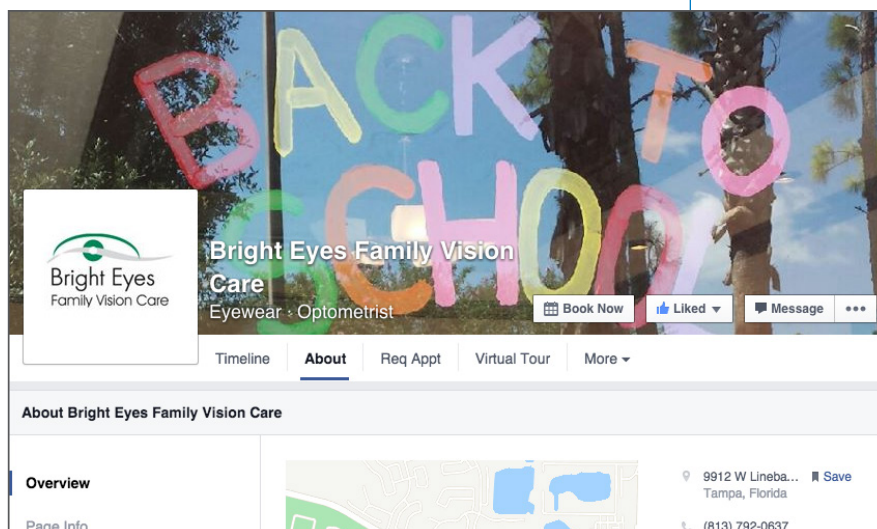 BACK TO
SCHOOL
Bright Eyes
Family Vision Care
Bright Eyes Family Vision
Care
Eyewear · Optometrist
Book Now
Liked
Message
Timeline
About
Req Appt
Virtual Tour
More
About Bright Eyes Family Vision Care
Overview
9912 W Lineba... Save
Tampa, Florida
Page Info
(813) 792-0637